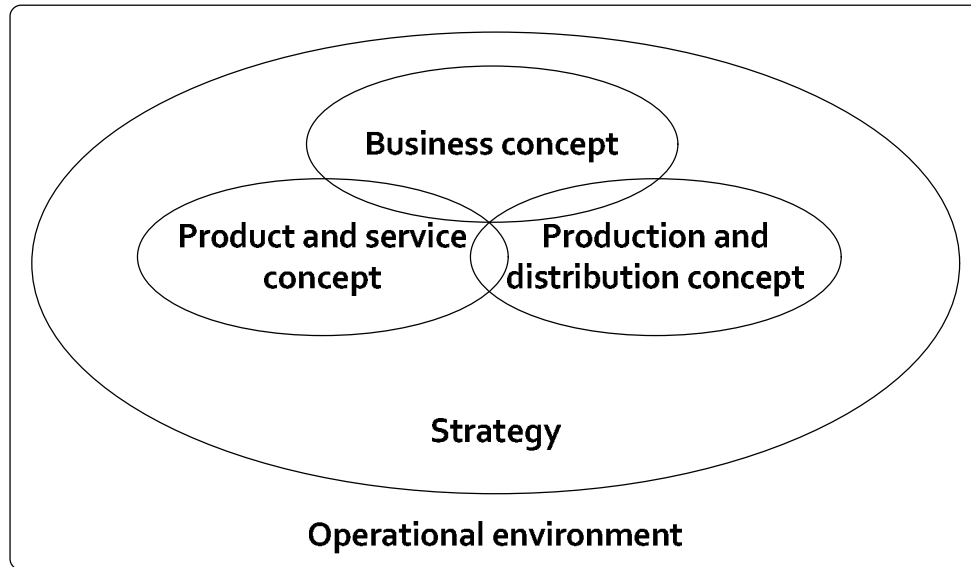 Business concept
Product and service
concept
Production and
distribution concept
Strategy
Operational environment